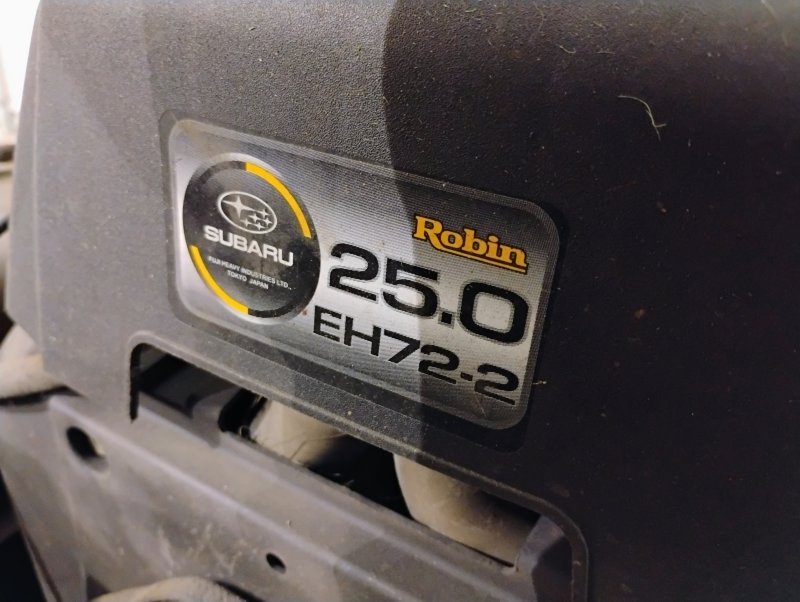 SUBARU
FUJI HEAVY INDUSTRIES LTD.
TOKYO JAPAN
Robin
25.0
EH72-2